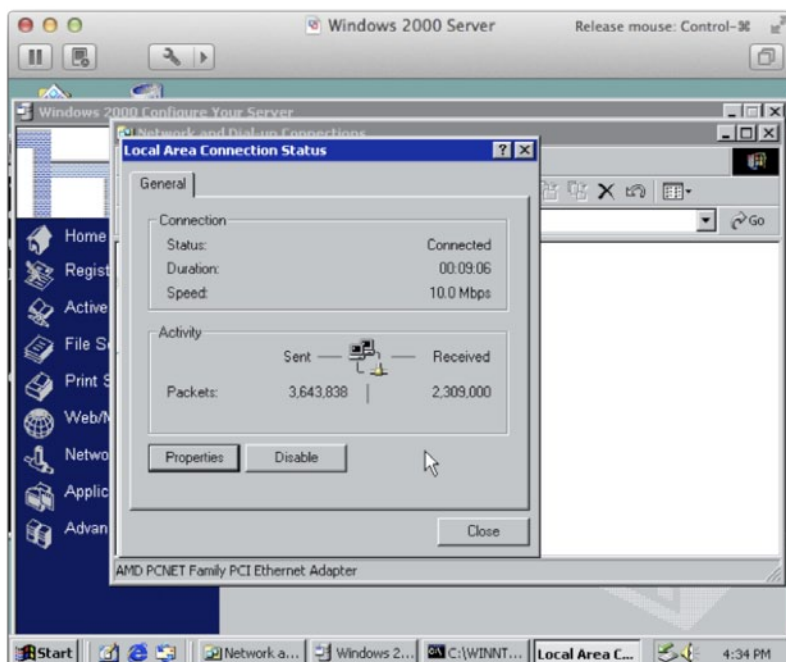 Windows 2000 Server
Release mouse: Control-⌘
Windows 2000 Configure Your Server
Network and Dial-up Connections
Local Area Connection Status
General
Go
Connection
Status: Connected
Duration: 00:09:06
Speed: 10.0 Mbps
Activity
Sent Received
Packets: 3,643,838 2,309,000
Properties Disable
Close
Home
Regist
Active
File S
Print S
Web/M
Netwo
Applic
Advan
AMD PCNET Family PCI Ethernet Adapter
Start Network a... Windows 2... C:\WINNT... Local Area C... 4:34 PM